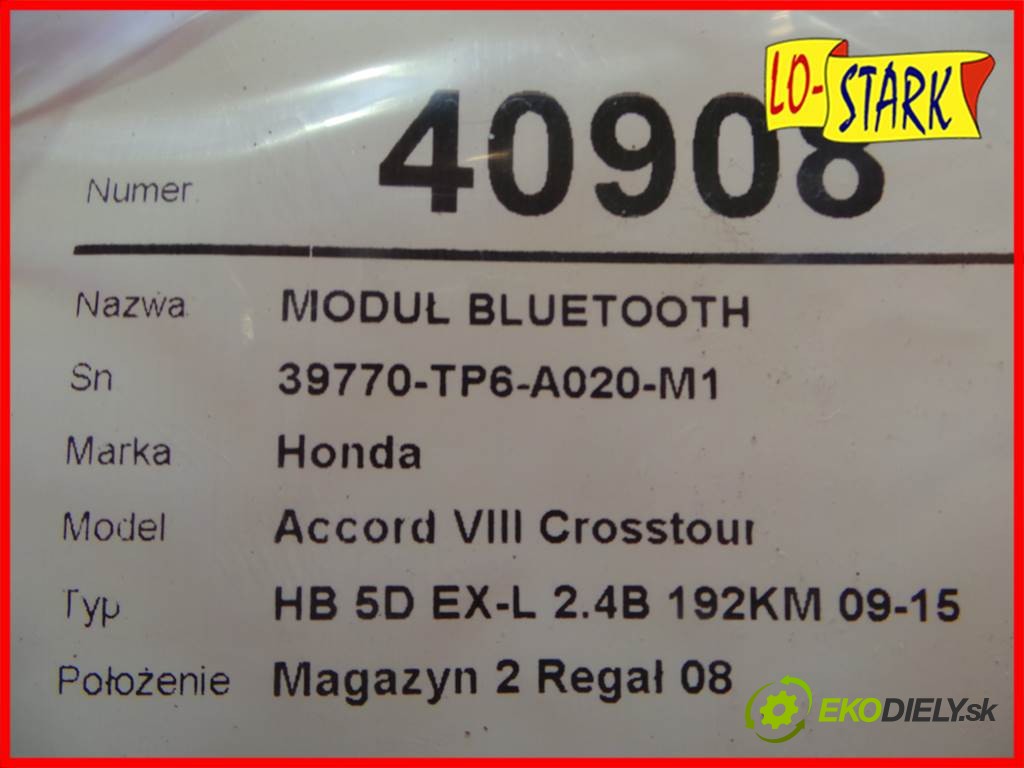 LO-STARK
Numer 40908
Nazwa MODUŁ BLUETOOTH
Sn 39770-TP6-A020-M1
Marka Honda
Model Accord VIII Crosstour
Typ HB 5D EX-L 2.4B 192KM 09-15
Położenie Magazyn 2 Regał 08
EKODIELY.sk